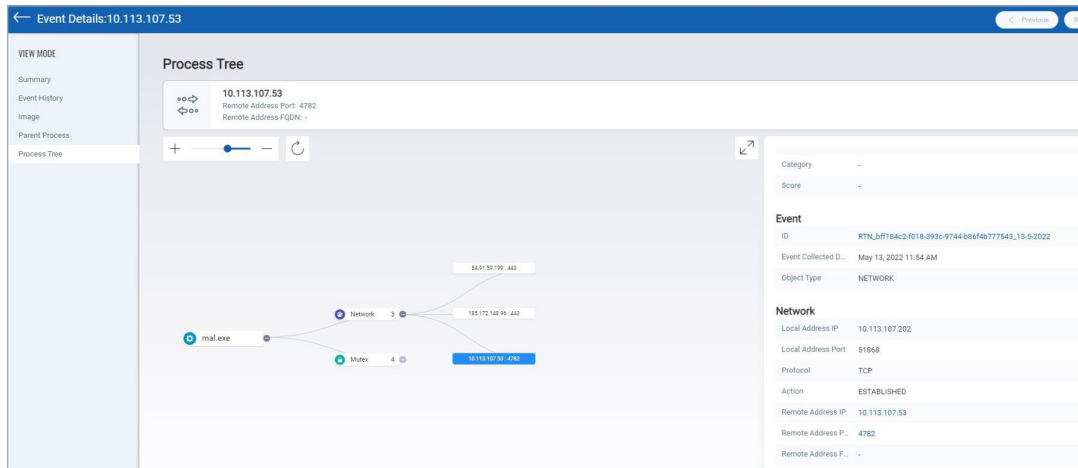 Event Details:10.113.107.53
Previous
VIEW MODE
Summary
Event History
Image
Parent Process
Process Tree
Process Tree
10.113.107.53
Remote Address Port: 4782
Remote Address FQDN: -
54.91.59.199 : 443
Network 3
185.172.148.96 : 443
mal.exe
Mutex 4
10.113.107.53 : 4782
Category -
Score -
Event
ID RTN_bff184c2-f018-393c-9744-b86f4b777543_13-5-2022
Event Collected D... May 13, 2022 11:54 AM
Object Type NETWORK
Network
Local Address IP 10.113.107.202
Local Address Port 51868
Protocol TCP
Action ESTABLISHED
Remote Address IP 10.113.107.53
Remote Address P... 4782
Remote Address F... -